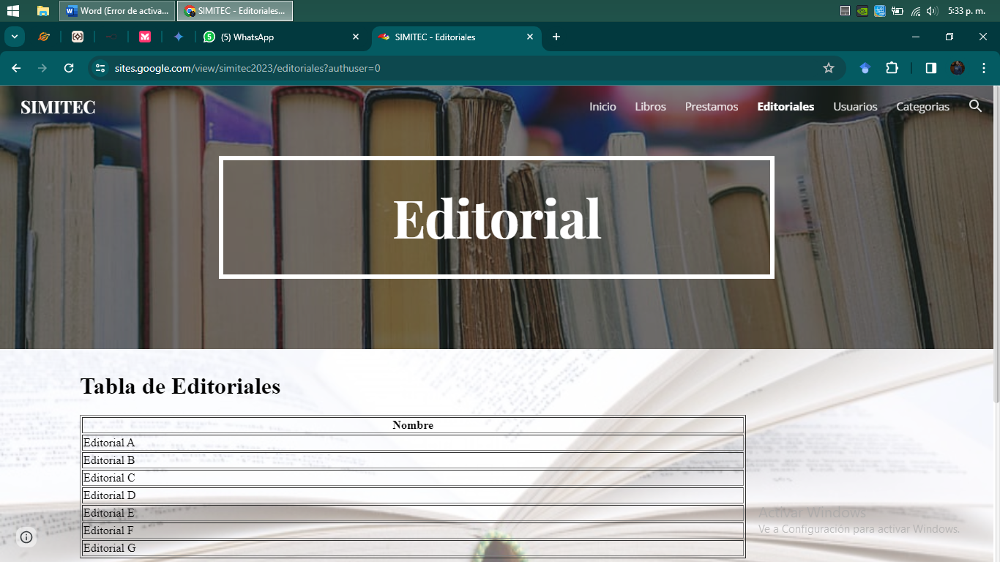 Word (Error de activa...
SIMITEC - Editoriales...
5:33 p. m.
5 (5) WhatsApp
SIMITEC - Editoriales
sites.google.com/view/simitec2023/editoriales?authuser=0
SIMITEC
Inicio Libros Prestamos Editoriales Usuarios Categorias
Editorial
Tabla de Editoriales
Nombre
Editorial A
Editorial B
Editorial C
Editorial D
Editorial E
Editorial F
Editorial G
Activar Windows
Ve a Configuración para activar Windows.